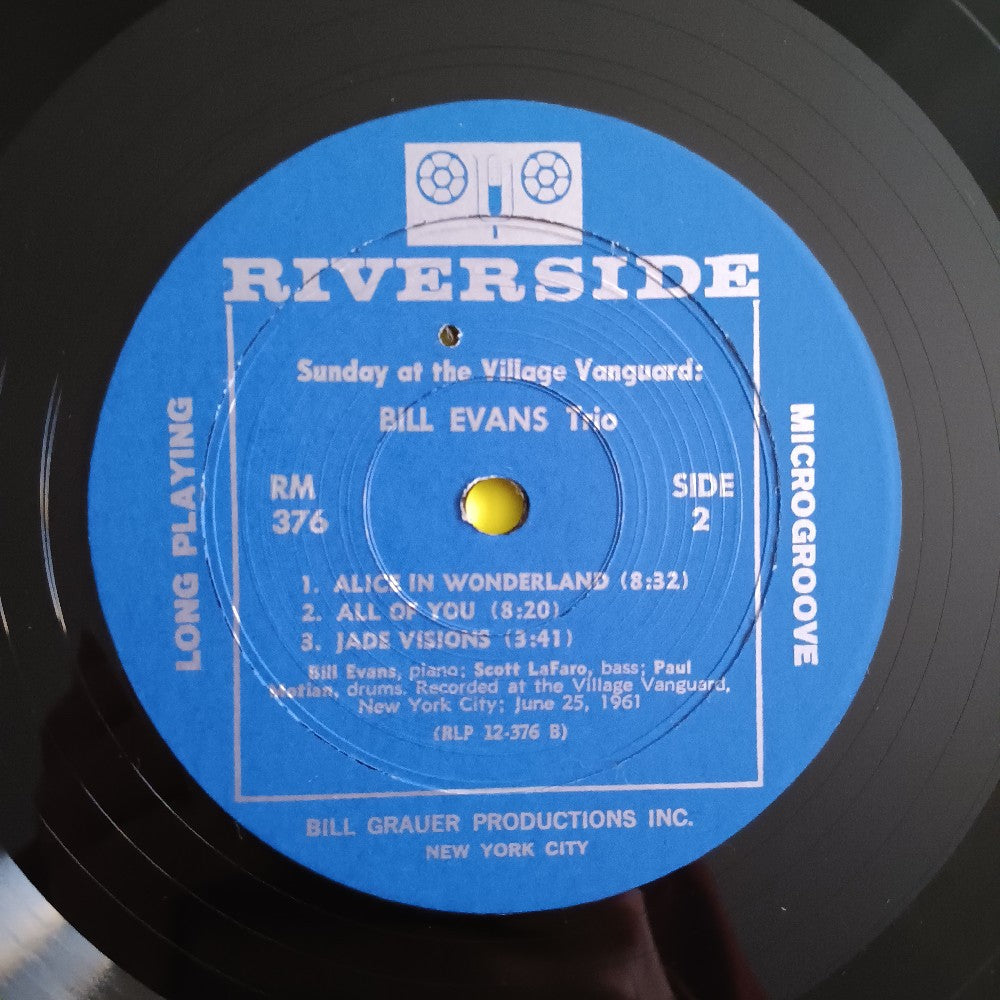 RIVERSIDE
Sunday at the Village Vanguard:
BILL EVANS Trio
RM
376
SIDE
2
1. ALICE IN WONDERLAND (8:32)
2. ALL OF YOU (8:20)
3. JADE VISIONS (3:41)
Bill Evans, piano; Scott LaFaro, bass; Paul
Motian, drums. Recorded at the Village Vanguard,
New York City; June 25, 1961
(RLP 12-376 B)
LONG PLAYING
MICROGROOVE
BILL GRAUER PRODUCTIONS INC.
NEW YORK CITY